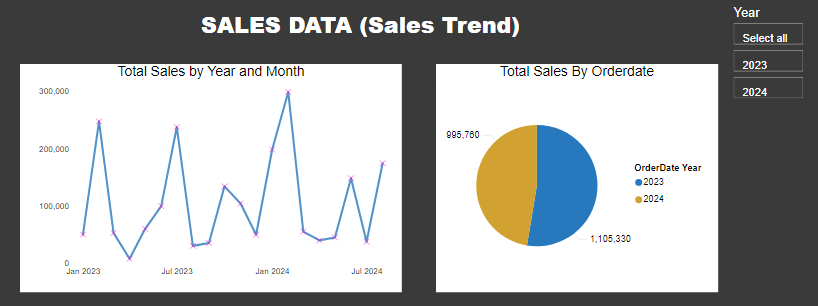 SALES DATA (Sales Trend)
Year
Select all
2023
2024
Total Sales by Year and Month
300,000
200,000
100,000
0
Jan 2023
Jul 2023
Jan 2024
Jul 2024
Total Sales By Orderdate
995,760
1,105,330
OrderDate Year
2023
2024